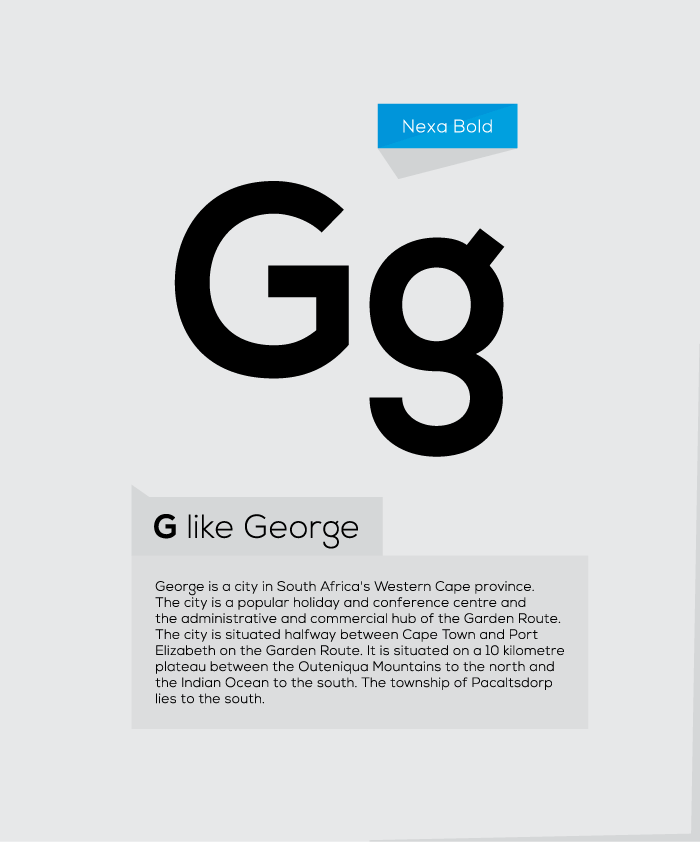 Nexa Bold
Gg
G like George
George is a city in South Africa's Western Cape province.
The city is a popular holiday and conference centre and
the administrative and commercial hub of the Garden Route.
The city is situated halfway between Cape Town and Port
Elizabeth on the Garden Route. It is situated on a 10 kilometre
plateau between the Outeniqua Mountains to the north and
the Indian Ocean to the south. The township of Pacaltsdorp
lies to the south.